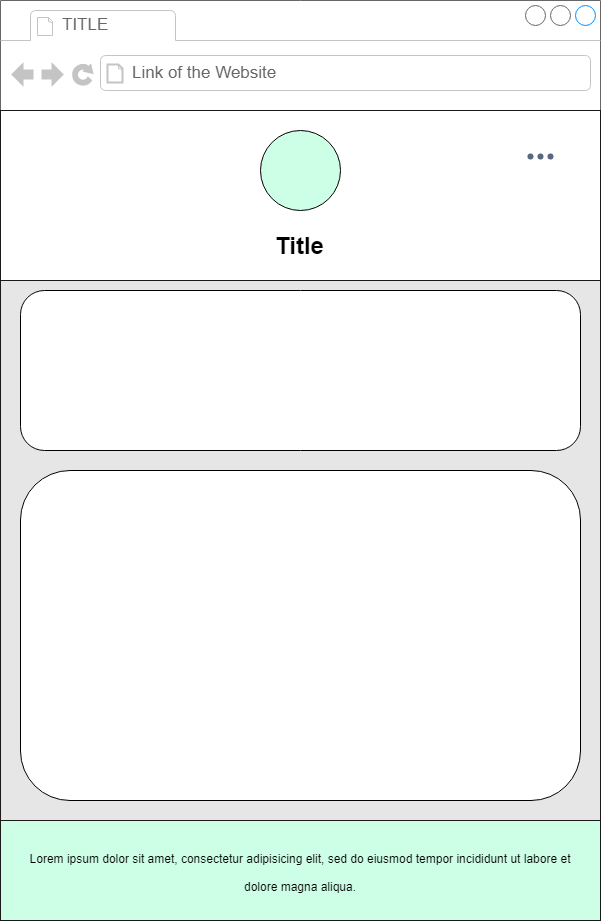 TITLE
Link of the Website
Title
Lorem ipsum dolor sit amet, consectetur adipisicing elit, sed do eiusmod tempor incididunt ut labore et
dolore magna aliqua.